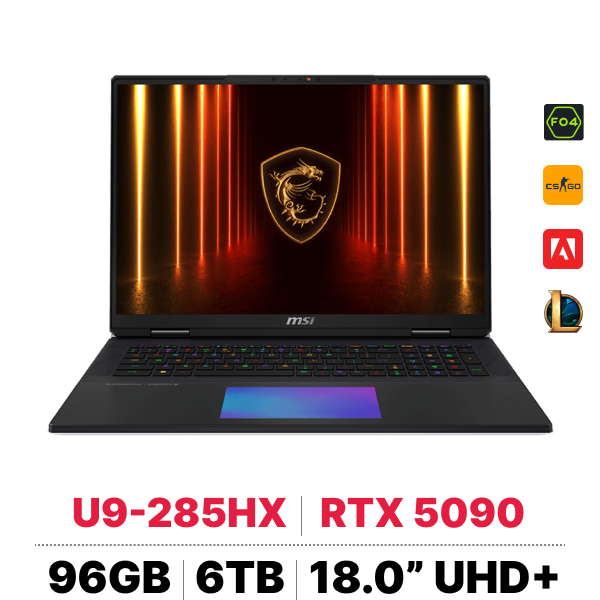 FO4
CS GO
msi
U9-285HX | RTX 5090
96GB | 6TB | 18.0” UHD+